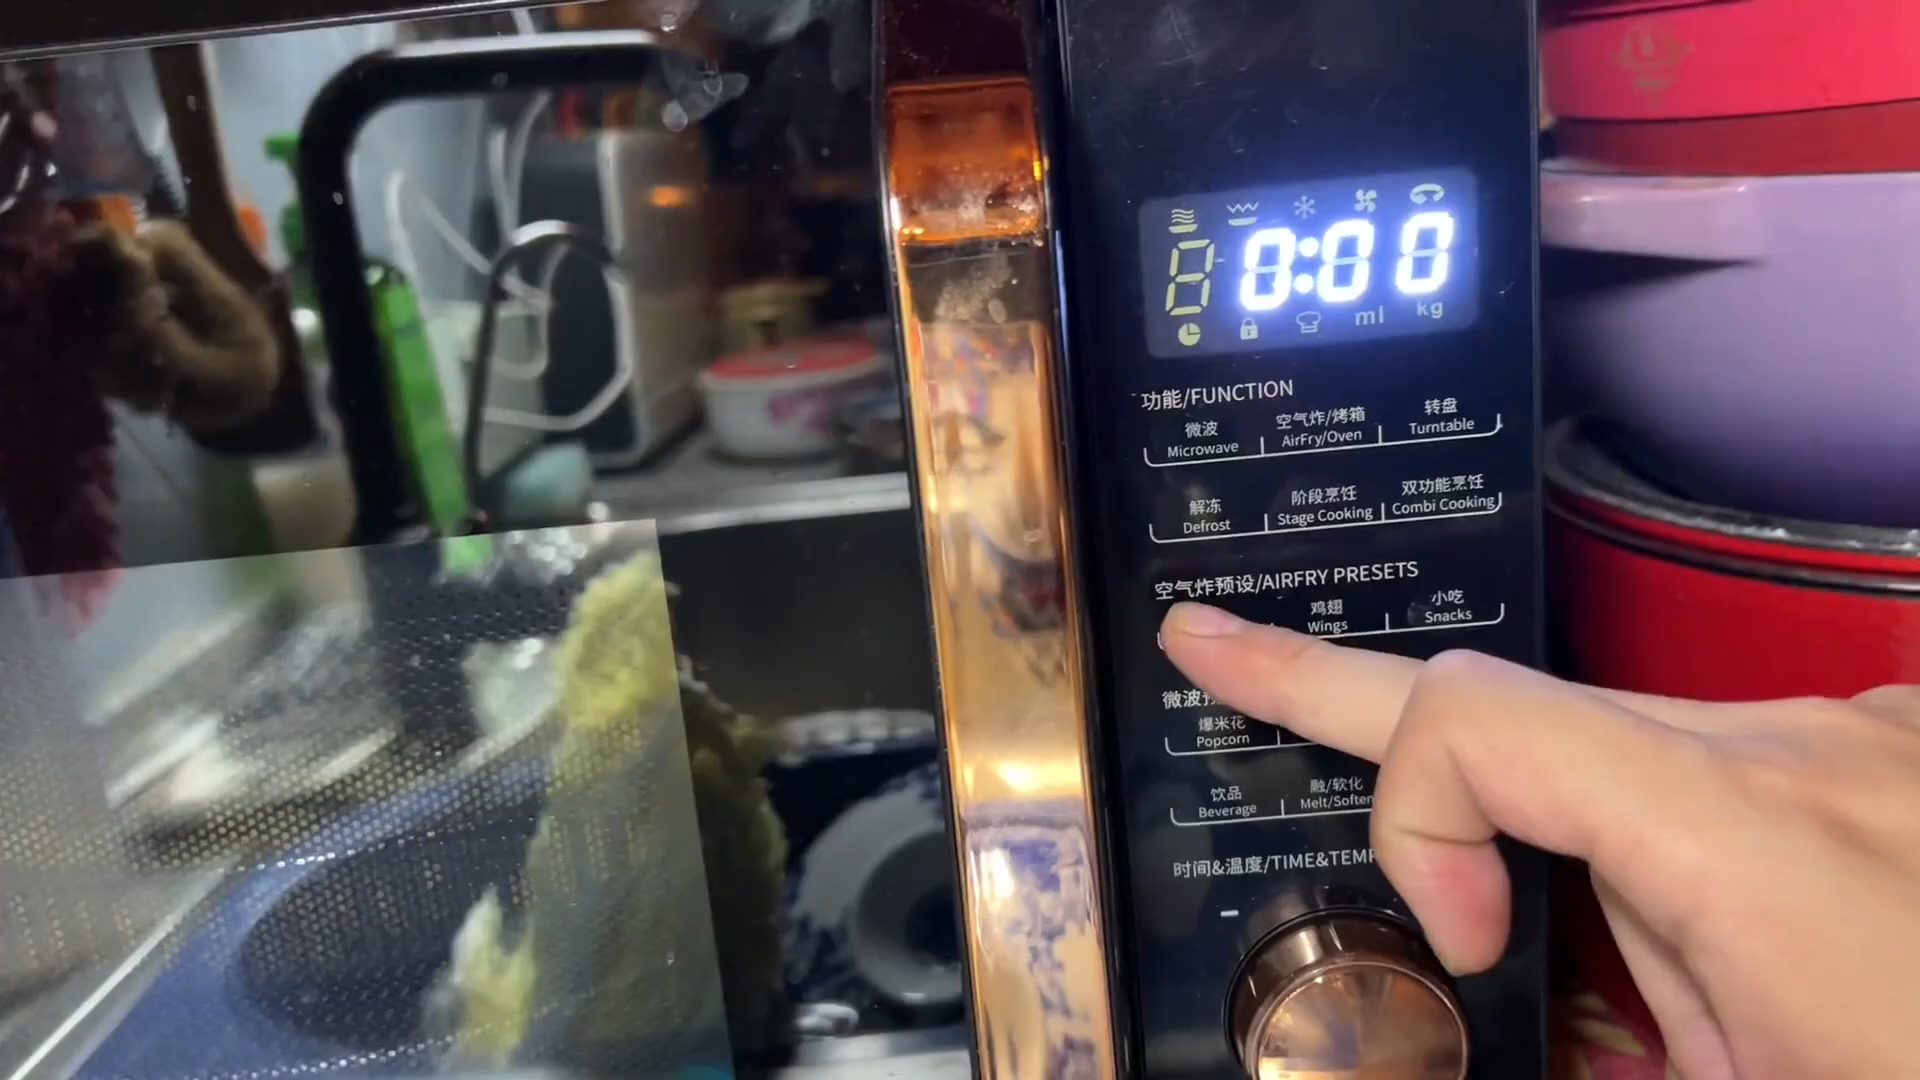 0:00
ml
kg
功能/FUNCTION
微波
Microwave
空气炸/烤箱
AirFry/Oven
转盘
Turntable
解冻
Defrost
阶段烹饪
Stage Cooking
双功能烹饪
Combi Cooking
空气炸预设/AIRFRY PRESETS
鸡翅
Wings
小吃
Snacks
微波
爆米花
Popcorn
饮品
Beverage
融/软化
Melt/Soften
时间&温度/TIME&TEMP
-